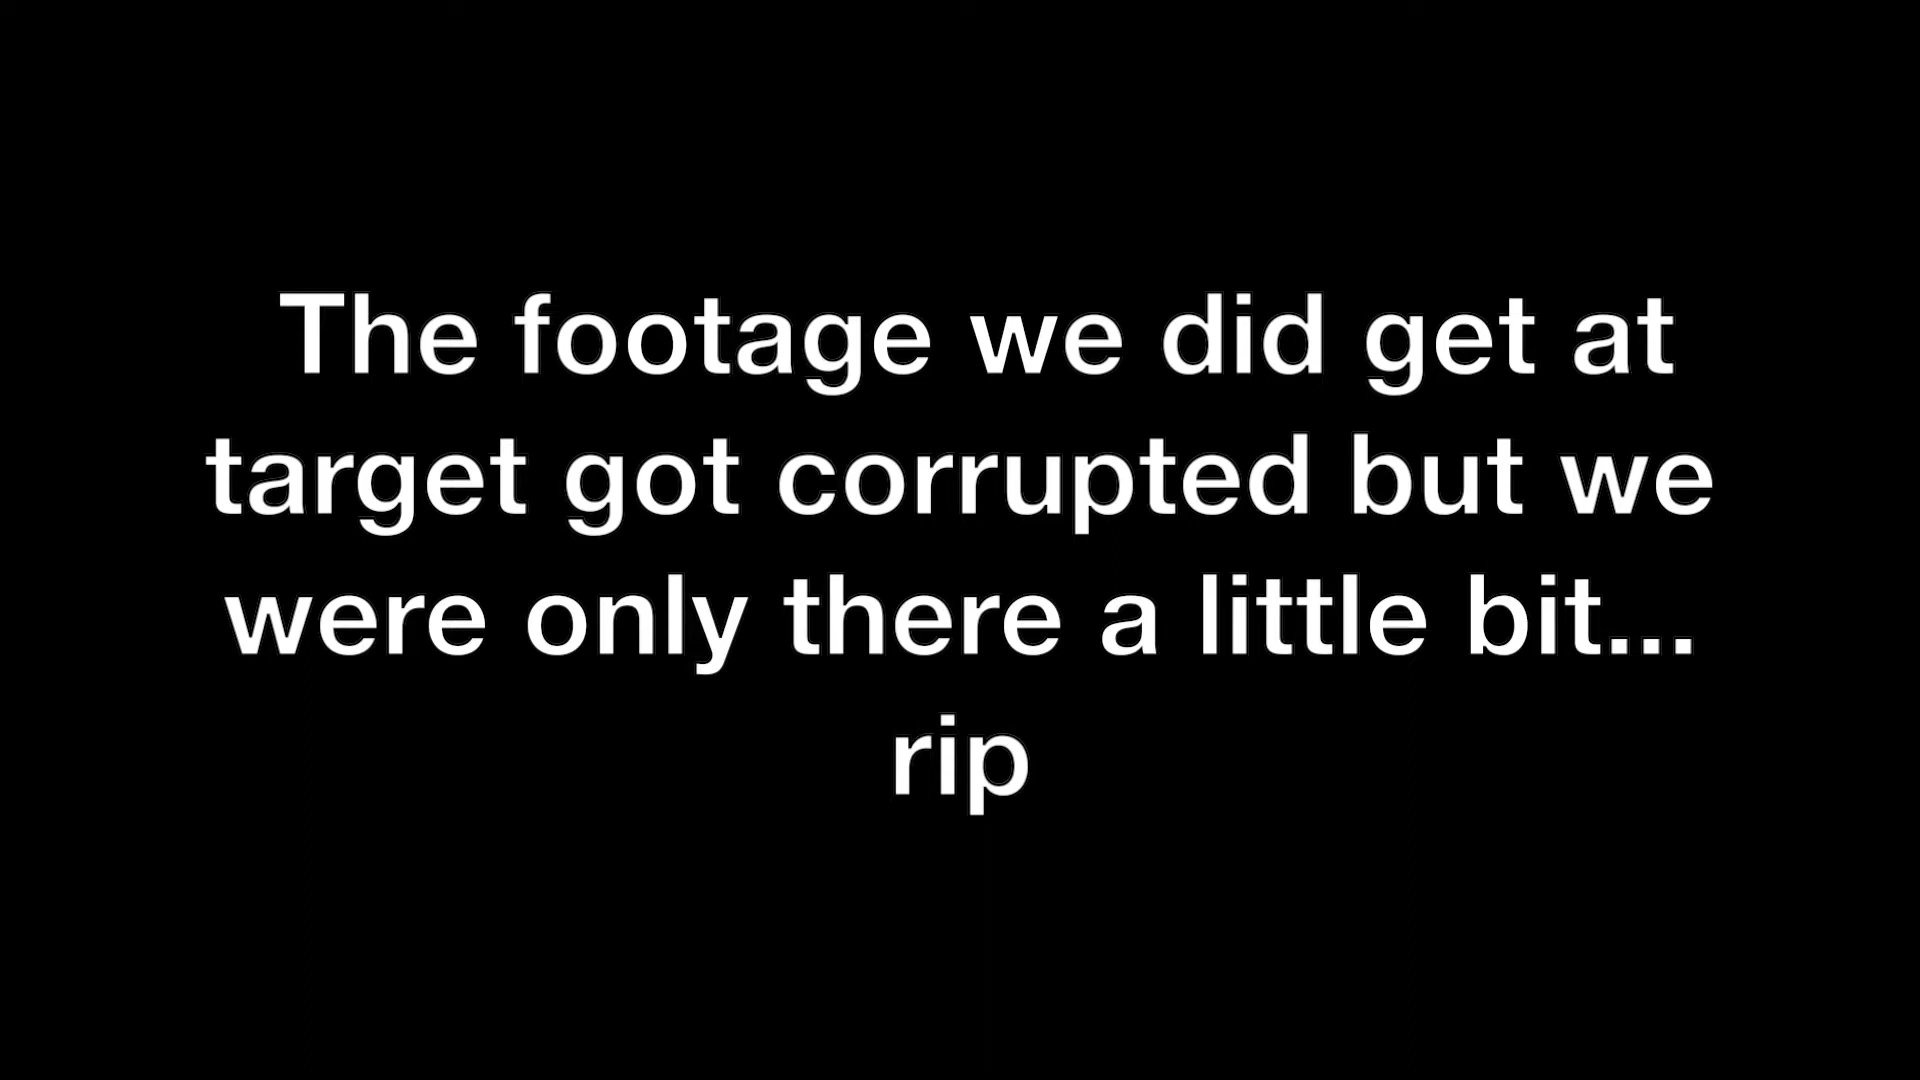 The footage we did get at
target got corrupted but we
were only there a little bit...
rip